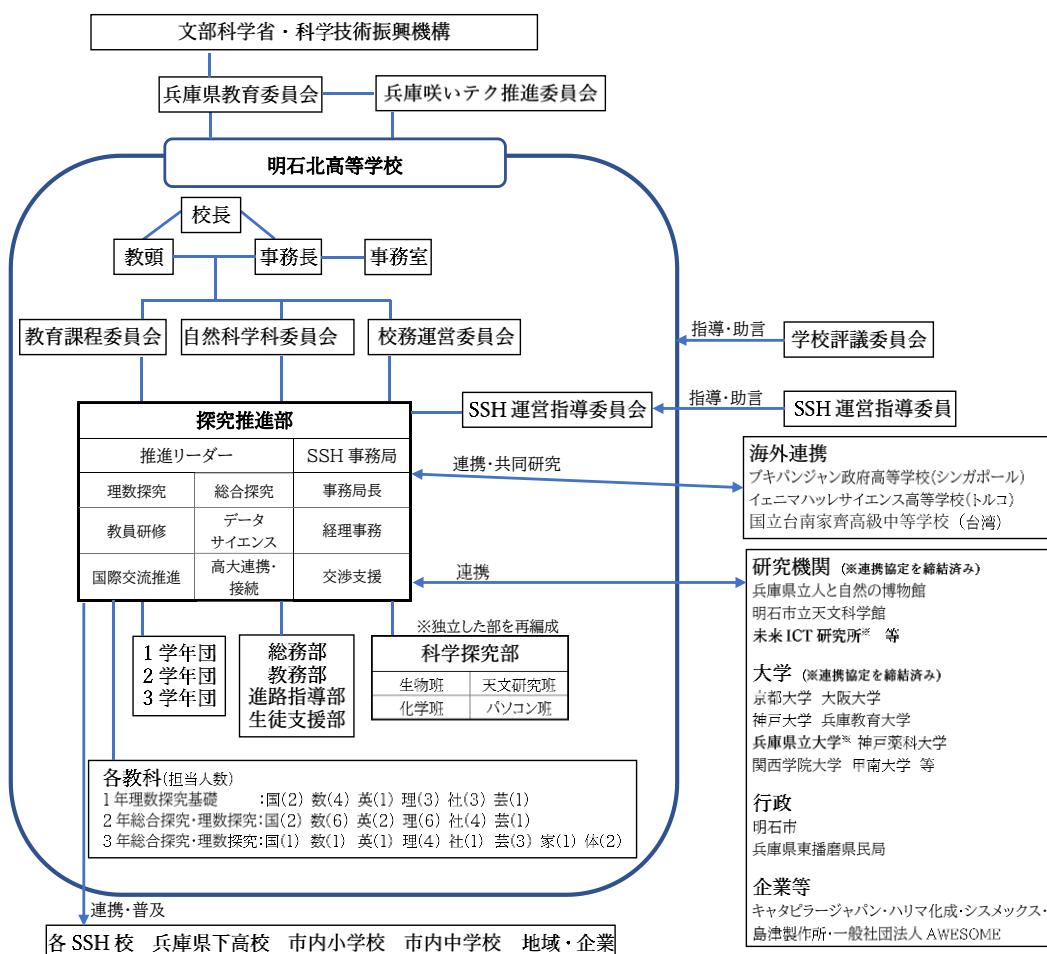 文部科学省・科学技術振興機構
兵庫県教育委員会
兵庫咲いテク推進委員会
明石北高等学校
校長
教頭
事務長
事務室
教育課程委員会
自然科学科委員会
校務運営委員会
指導・助言
学校評議委員会
探究推進部
SSH 運営指導委員会
指導・助言
SSH 運営指導委員
推進リーダー
SSH 事務局
理数探究
総合探究
事務局長
教員研修
データ
サイエンス
経理事務
国際交流推進
高大連携・
接続
交渉支援
連携・共同研究
海外連携
ブキパンジャン政府高等学校(シンガポール)
イェニマハッレサイエンス高等学校(トルコ)
国立台南家齊高級中等学校（台湾）
連携
研究機関 (※連携協定を締結済み)
兵庫県立人と自然の博物館
明石市立天文科学館
未来 ICT 研究所※ 等
大学 (※連携協定を締結済み)
京都大学 大阪大学
神戸大学 兵庫教育大学
兵庫県立大学※ 神戸薬科大学
関西学院大学 甲南大学 等
行政
明石市
兵庫県東播磨県民局
企業等
キャタピラージャパン・ハリマ化成・シスメックス・
島津製作所・一般社団法人 AWESOME
1 学年団
2 学年団
3 学年団
総務部
教務部
進路指導部
生徒支援部
※独立した部を再編成
科学探究部
生物班
天文研究班
化学班
パソコン班
各教科(担当人数)
1 年理数探究基礎 :国(2) 数(4) 英(1) 理(3) 社(3) 芸(1)
2 年総合探究・理数探究:国(2) 数(6) 英(2) 理(6) 社(4) 芸(1)
3 年総合探究・理数探究:国(1) 数(1) 英(1) 理(4) 社(1) 芸(3) 家(1) 体(2)
連携・普及
各 SSH 校 兵庫県下高校 市内小学校 市内中学校 地域・企業